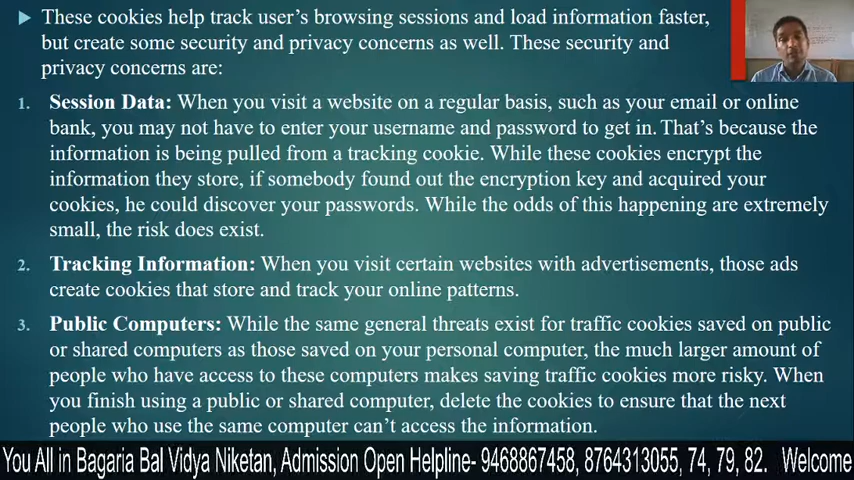 These cookies help track user's browsing sessions and load information faster,
but create some security and privacy concerns as well. These security and
privacy concerns are:
1. Session Data: When you visit a website on a regular basis, such as your email or online
bank, you may not have to enter your username and password to get in. That's because the
information is being pulled from a tracking cookie. While these cookies encrypt the
information they store, if somebody found out the encryption key and acquired your
cookies, he could discover your passwords. While the odds of this happening are extremely
small, the risk does exist.
2. Tracking Information: When you visit certain websites with advertisements, those ads
create cookies that store and track your online patterns.
3. Public Computers: While the same general threats exist for traffic cookies saved on public
or shared computers as those saved on your personal computer, the much larger amount of
people who have access to these computers makes saving traffic cookies more risky. When
you finish using a public or shared computer, delete the cookies to ensure that the next
people who use the same computer can't access the information.
You All in Bagaria Bal Vidya Niketan, Admission Open Helpline- 9468867458, 8764313055, 74, 79, 82. Welcome